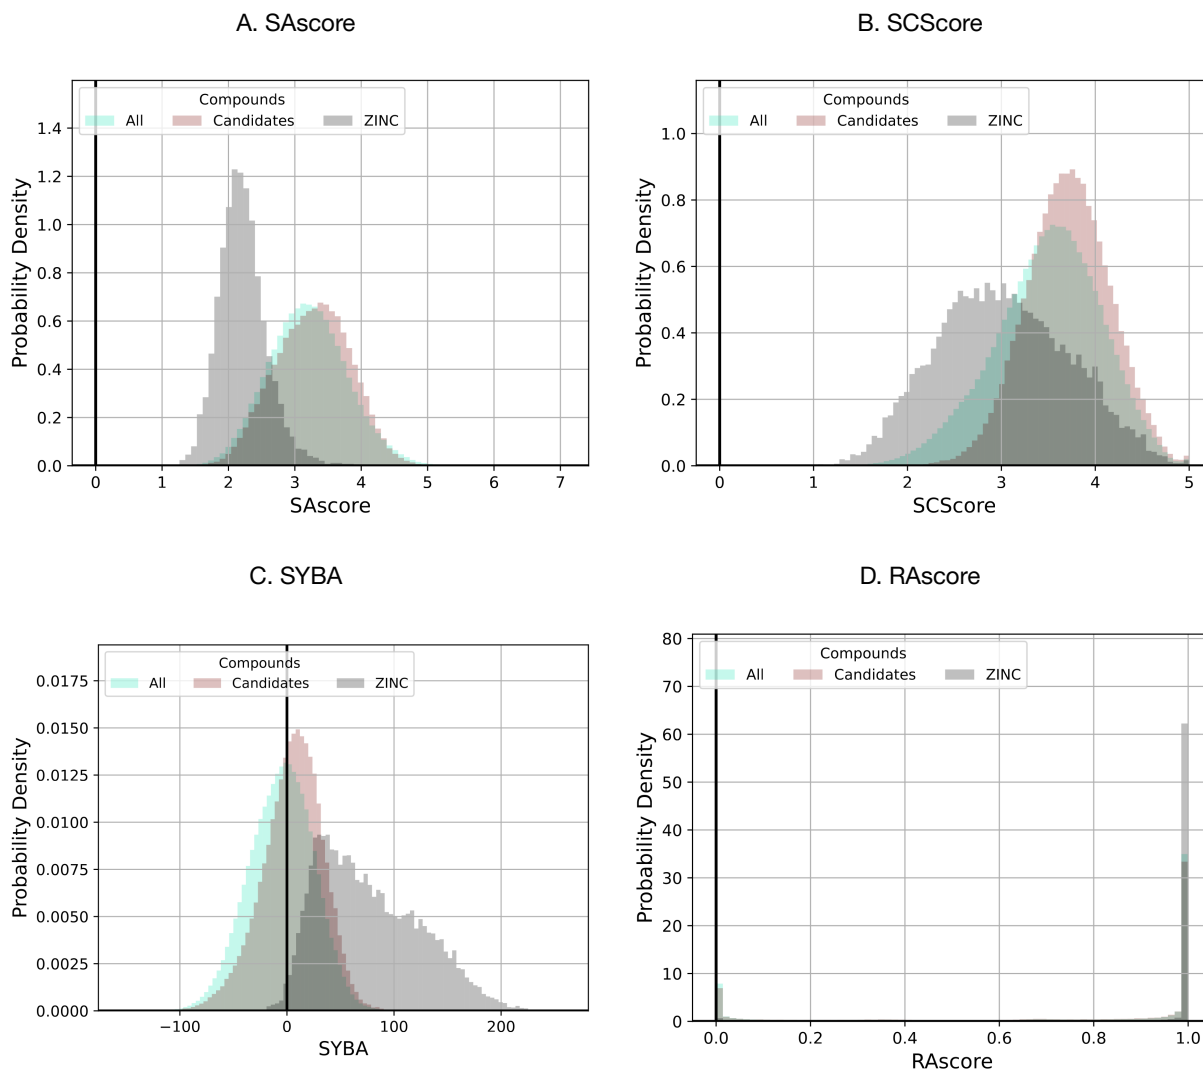 A. SAscore
Compounds
All Candidates ZINC
Probability Density
0.0
0.2
0.4
0.6
0.8
1.0
1.2
1.4
0 1 2 3 4 5 6 7
SAscore
B. SCScore
Compounds
All Candidates ZINC
Probability Density
0.0
0.2
0.4
0.6
0.8
1.0
0 1 2 3 4 5
SCScore
C. SYBA
Compounds
All Candidates ZINC
Probability Density
0.0000
0.0025
0.0050
0.0075
0.0100
0.0125
0.0150
0.0175
−100 0 100 200
SYBA
D. RAscore
Compounds
All Candidates ZINC
Probability Density
0
10
20
30
40
50
60
70
80
0.0 0.2 0.4 0.6 0.8 1.0
RAscore